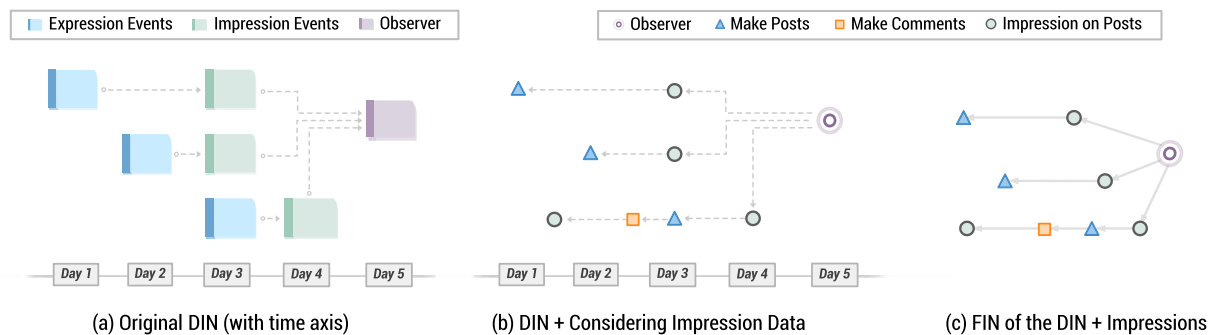 Expression Events Impression Events Observer
Observer Make Posts Make Comments Impression on Posts
Day 1 Day 2 Day 3 Day 4 Day 5
Day 1 Day 2 Day 3 Day 4 Day 5
(a) Original DIN (with time axis)
(b) DIN + Considering Impression Data
(c) FIN of the DIN + Impressions